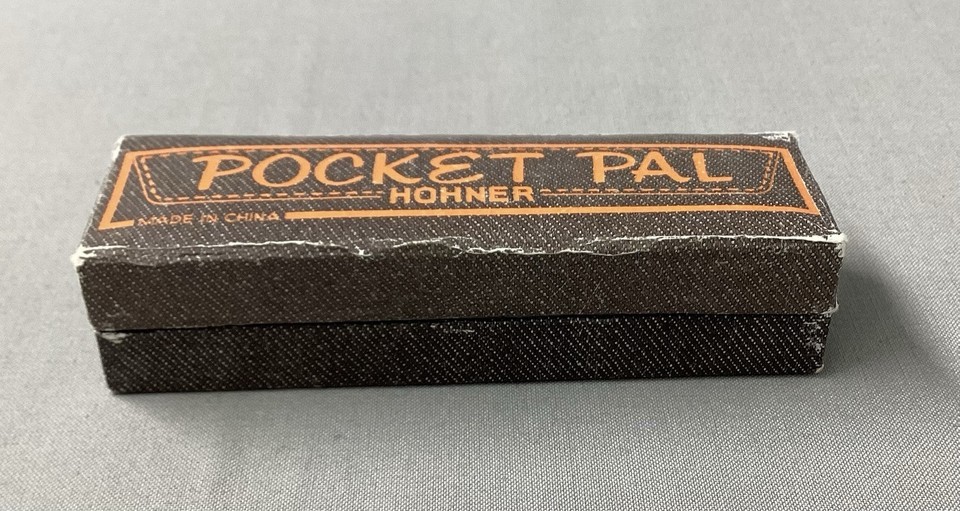 POCKET PAL
HOHNER
MADE IN CHINA